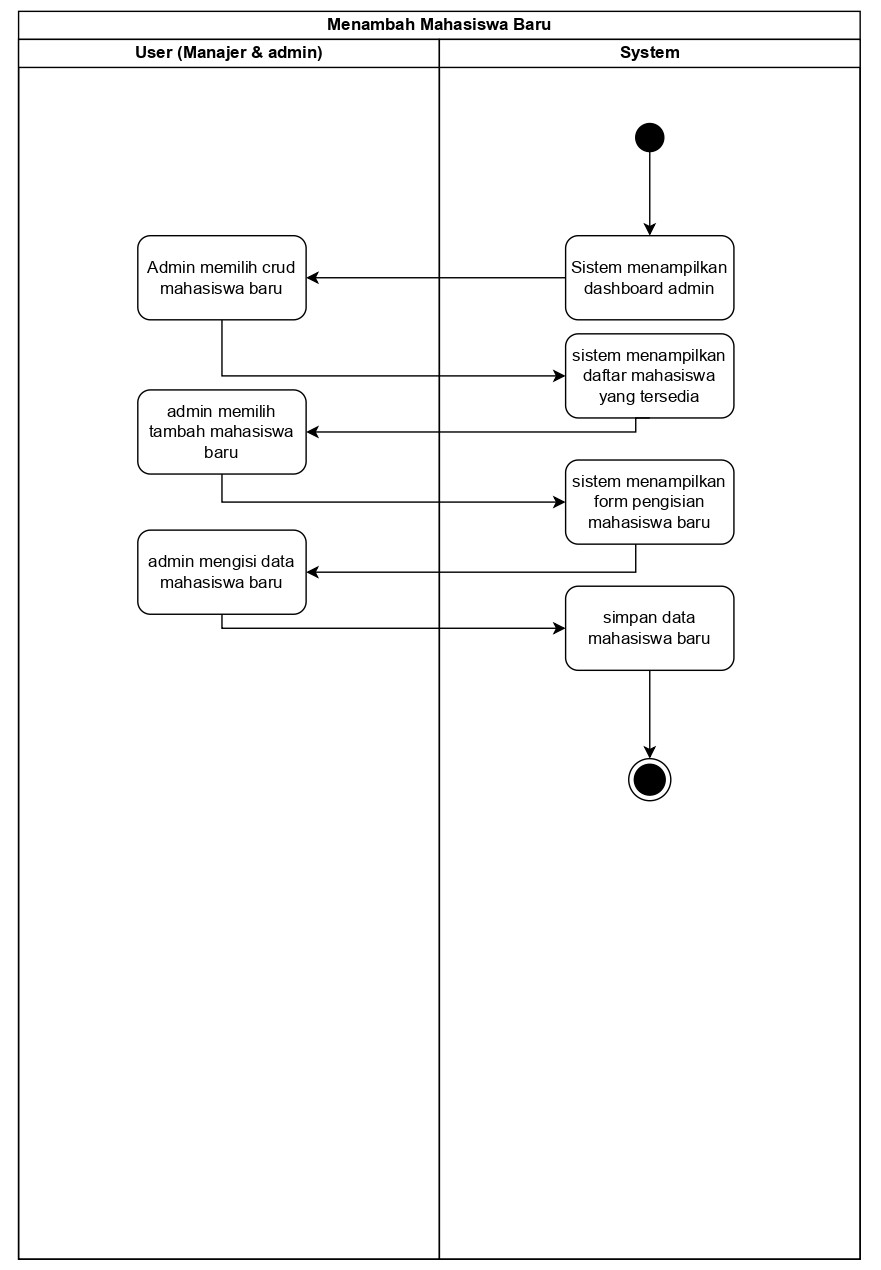 Menambah Mahasiswa Baru
User (Manajer & admin)
System
Sistem menampilkan
dashboard admin
Admin memilih crud
mahasiswa baru
sistem menampilkan
daftar mahasiswa
yang tersedia
admin memilih
tambah mahasiswa
baru
sistem menampilkan
form pengisian
mahasiswa baru
admin mengisi data
mahasiswa baru
simpan data
mahasiswa baru